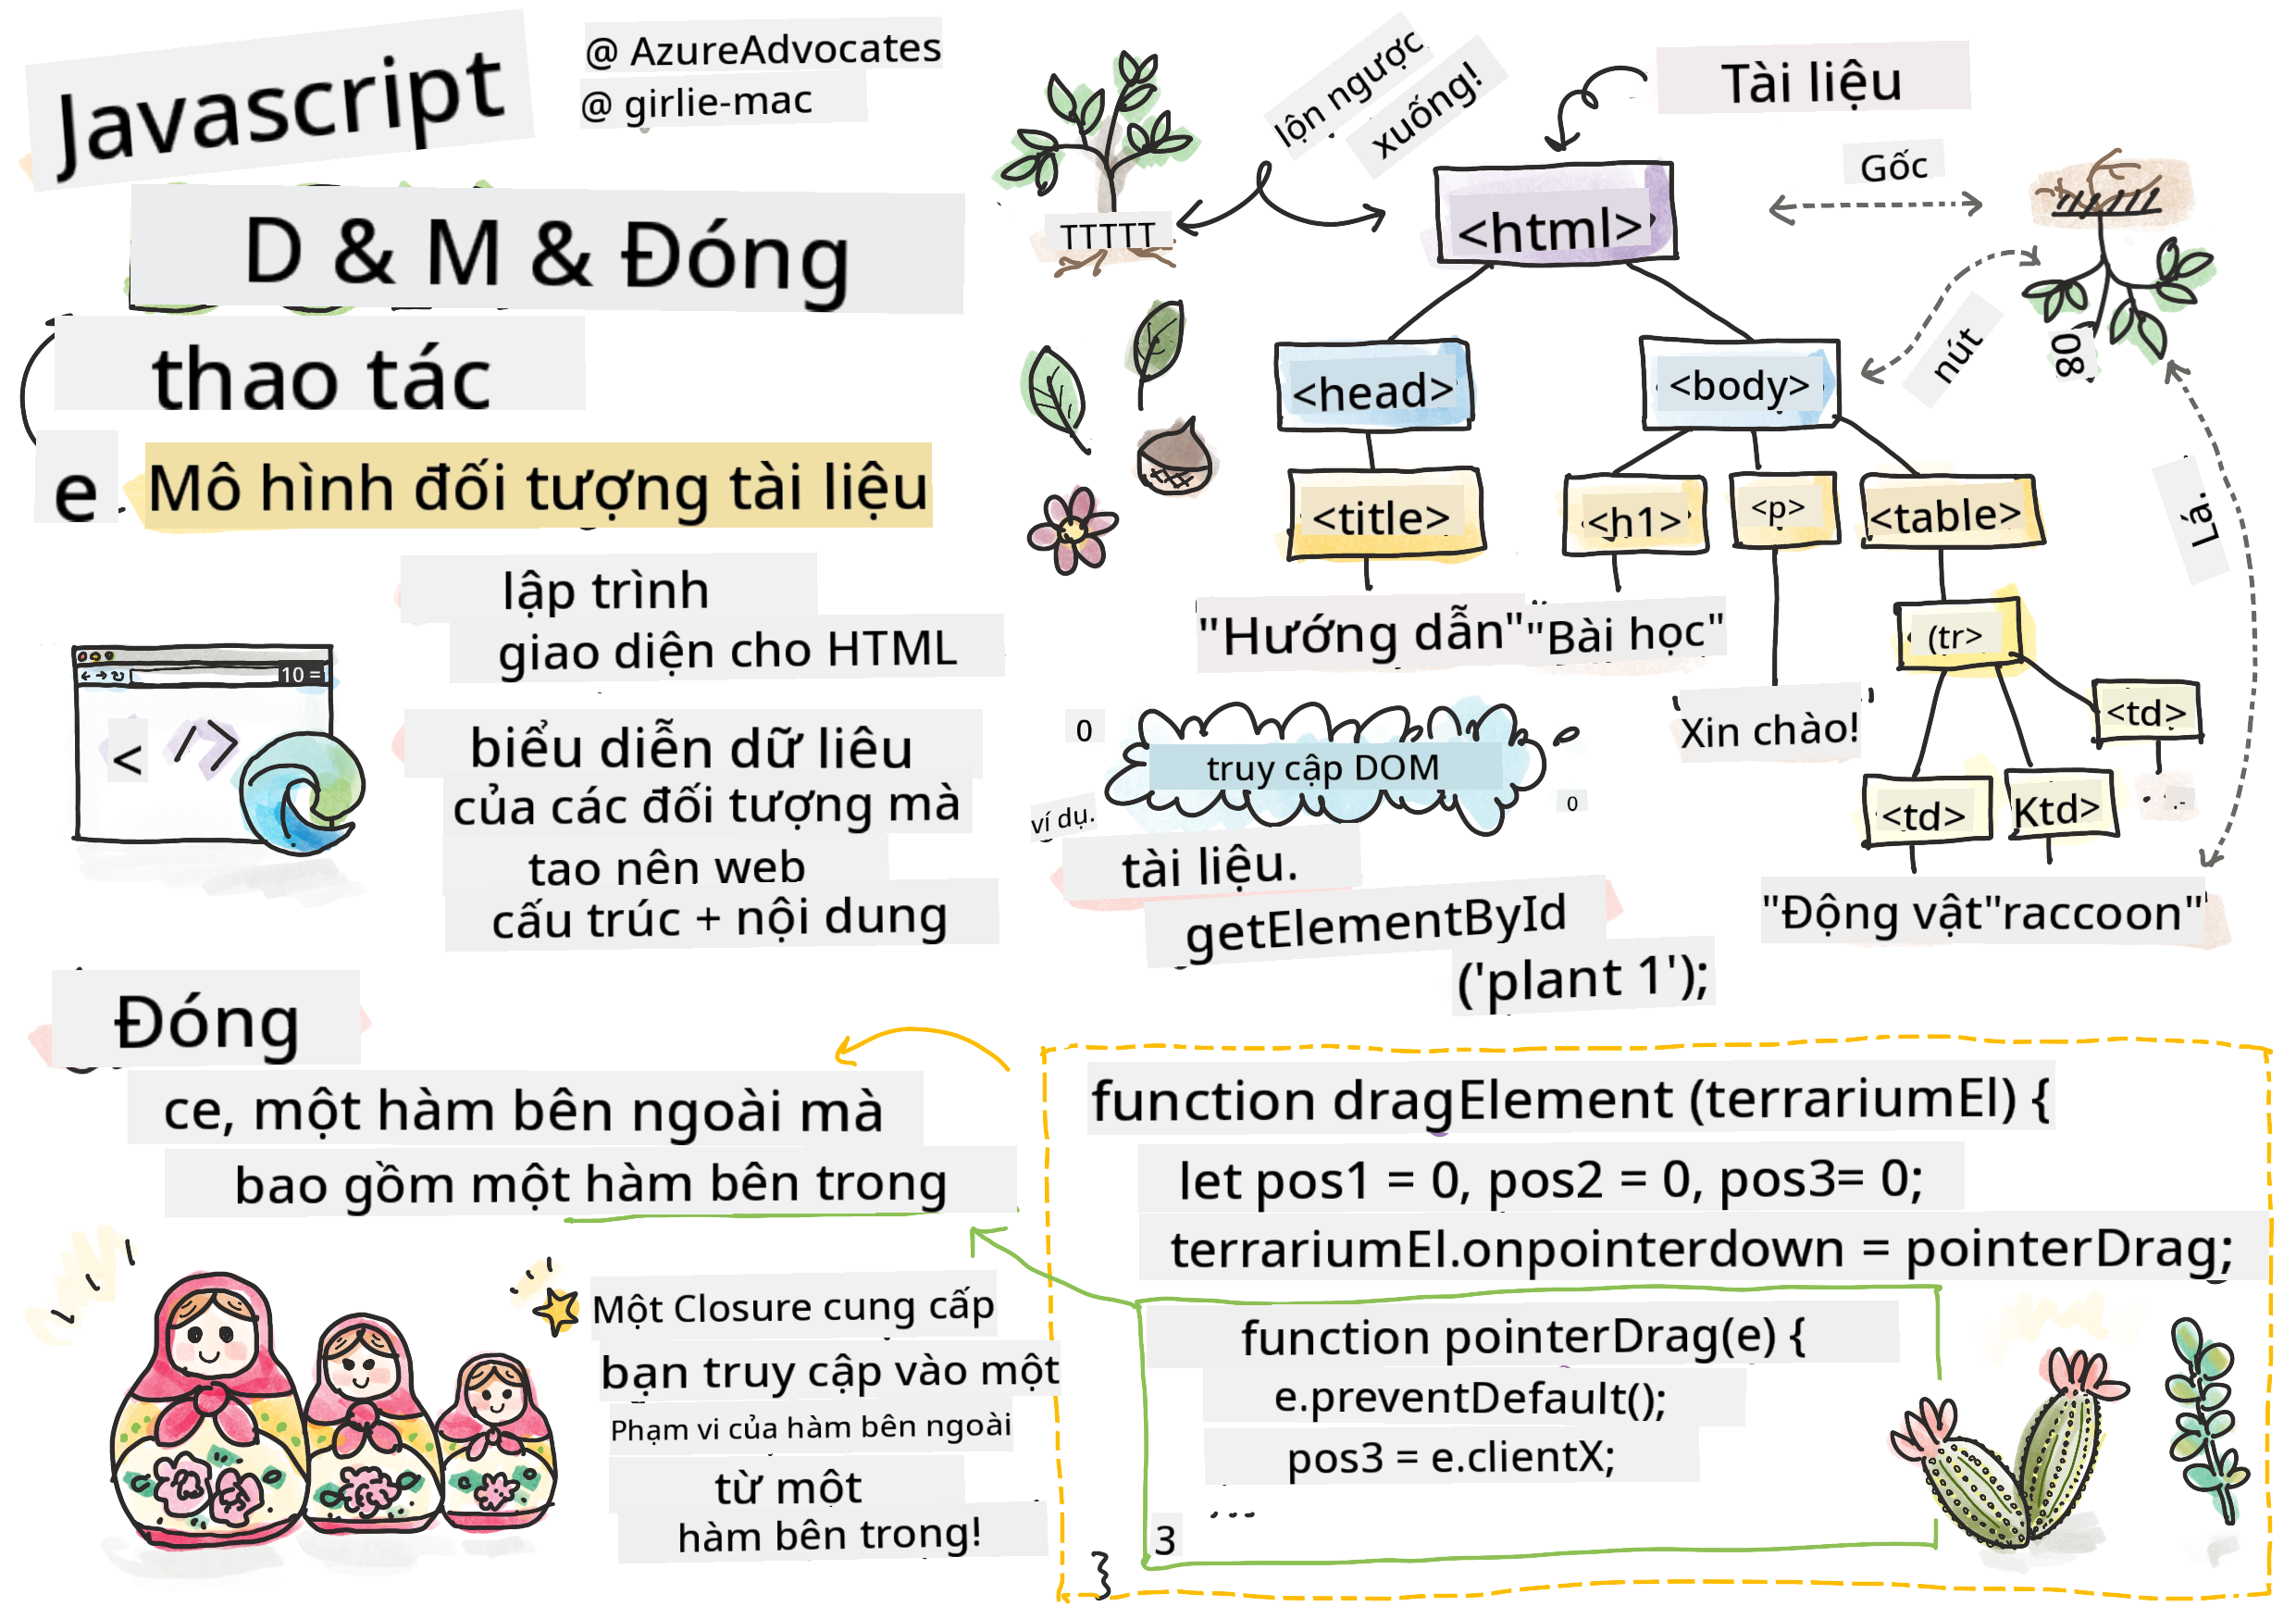 Javascript
@ AzureAdvocates
@ girlie-mac
D & M & Đóng
thao tác
e
Mô hình đối tượng tài liệu
lập trình
giao diện cho HTML
biểu diễn dữ liêu
của các đối tượng mà
tao nên web
cấu trúc + nội dung
10 =
< />
lộn ngược
xuống!
Tài liệu
TTTTT
Gốc
nút
08
Lá.
<html>
<head>
<body>
<title>
<h1>
<p>
<table>
"Hướng dẫn"
"Bài học"
(tr>
Xin chào!
<td>
<td>
Ktd>
"Động vật"raccoon"
0
truy cập DOM
0
ví dụ.
tài liệu.
getElementById
('plant 1');
Đóng
ce, một hàm bên ngoài mà
bao gồm một hàm bên trong
Một Closure cung cấp
bạn truy cập vào một
Phạm vi của hàm bên ngoài
từ một
hàm bên trong!
function dragElement (terrariumEl) {
let pos1 = 0, pos2 = 0, pos3= 0;
terrariumEl.onpointerdown = pointerDrag;
function pointerDrag(e) {
e.preventDefault();
pos3 = e.clientX;
...
3
}